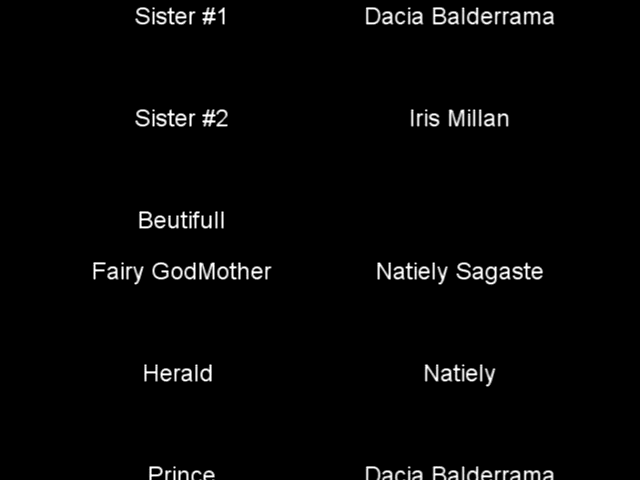 Sister #1 Dacia Balderrama
Sister #2 Iris Millan
Beutifull
Fairy GodMother Natiely Sagaste
Herald Natiely
Prince Dacia Balderrama